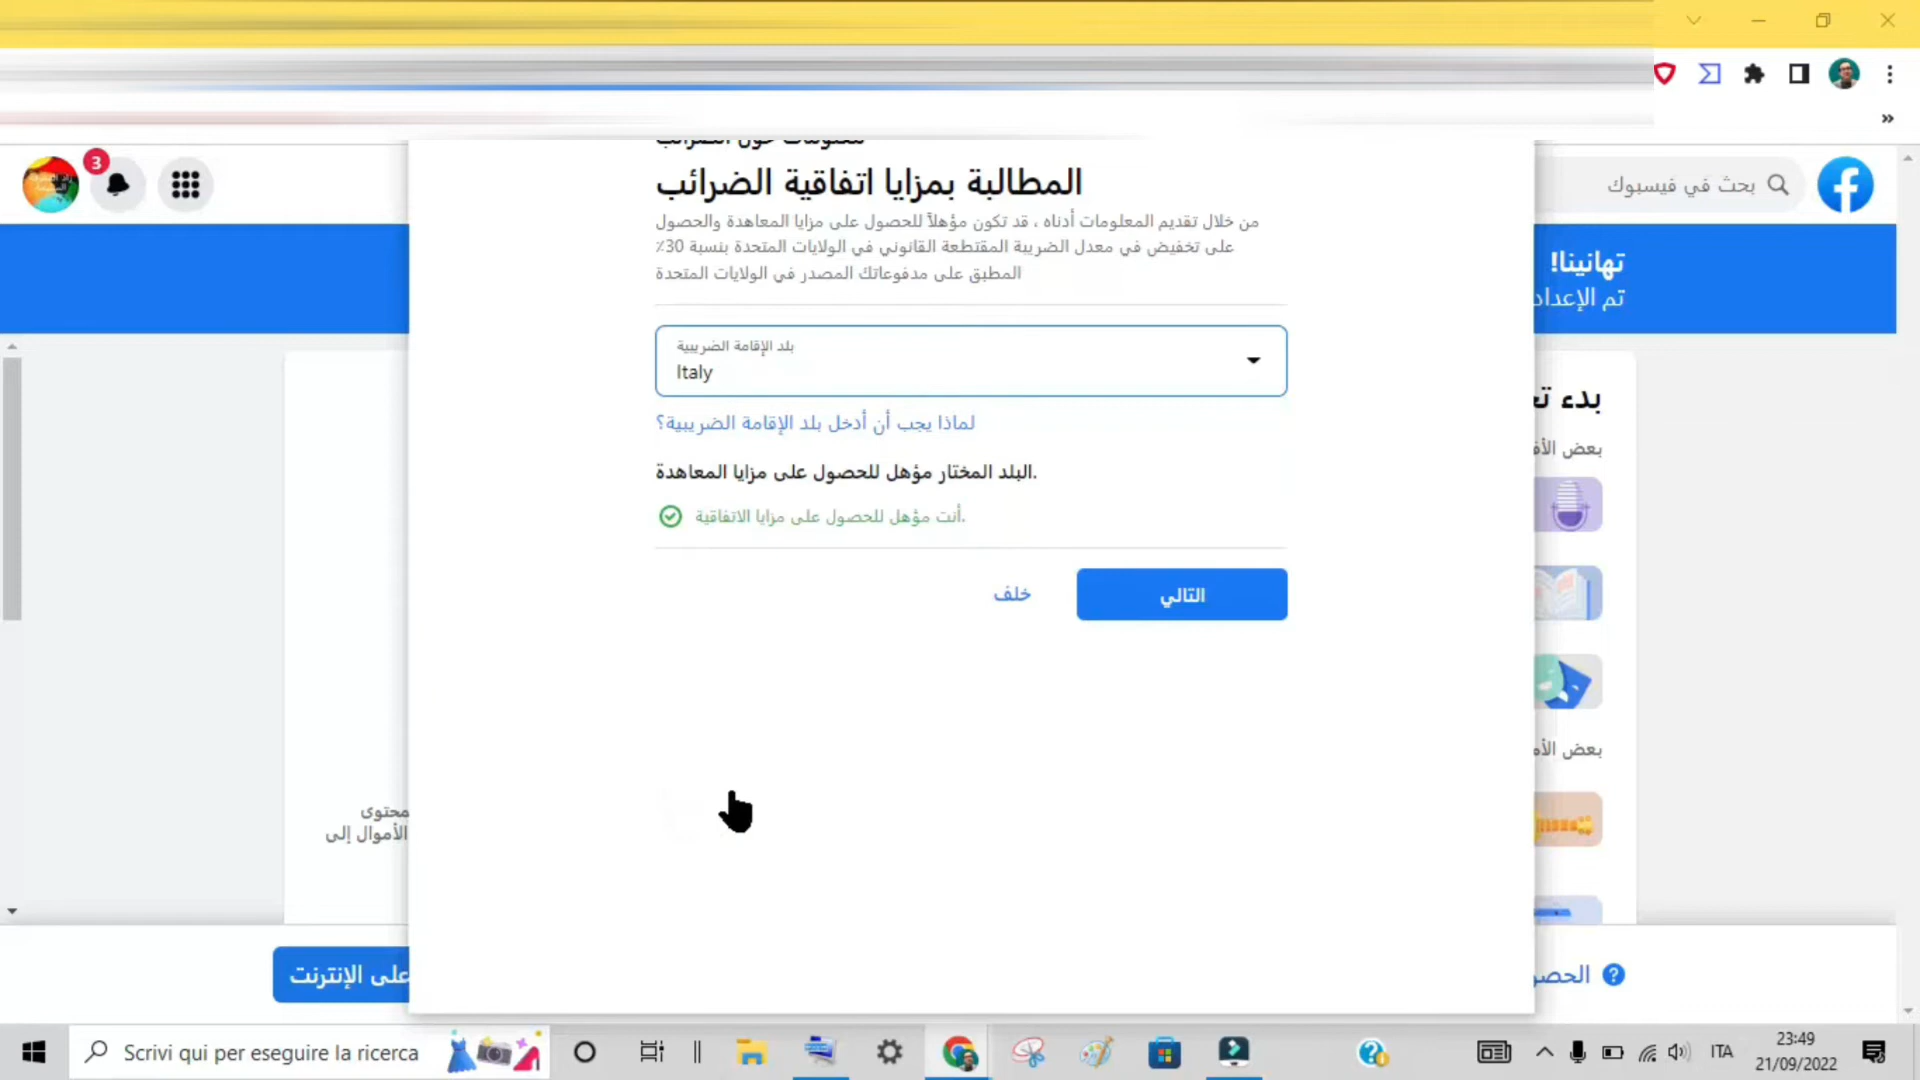 3
بحث في فيسبوك
تهانينا!
تم الإعداد
معلومات حول الضرائب
المطالبة بمزايا اتفاقية الضرائب
من خلال تقديم المعلومات أدناه ، قد تكون مؤهلاً للحصول على مزايا المعاهدة والحصول
على تخفيض في معدل الضريبة المقتطعة القانوني في الولايات المتحدة بنسبة 30٪
المطبق على مدفوعاتك المصدر في الولايات المتحدة
بلد الإقامة الضريبية
Italy
لماذا يجب أن أدخل بلد الإقامة الضريبية؟
البلد المختار مؤهل للحصول على مزايا المعاهدة.
أنت مؤهل للحصول على مزايا الاتفاقية.
التالي
خلف
بدء
بعض
بعض
محتوى
الأموال إلى
على الإنترنت
Scrivi qui per eseguire la ricerca
ITA
23:49
21/09/2022